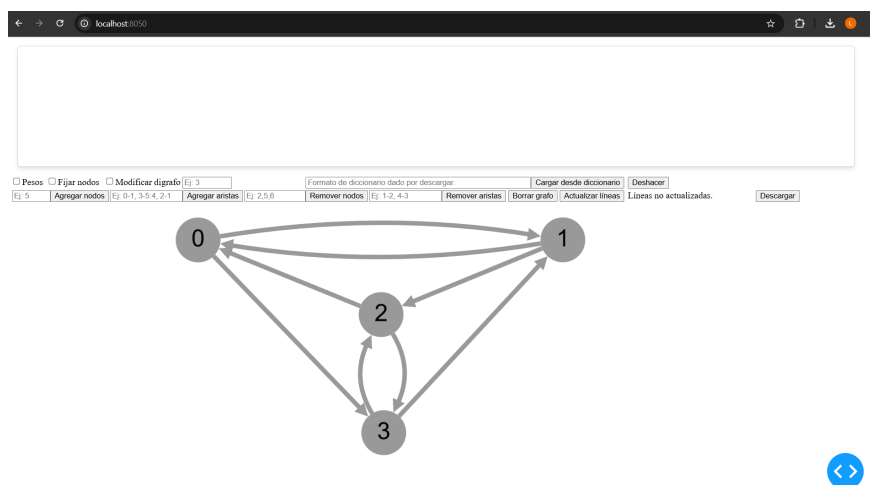 localhost:8050
L
Pesos Fijar nodos Modificar digrafo Ej: 3 Formato de diccionario dado por descargar. Cargar desde diccionario Deshacer
Ej: 5 Agregar nodos Ej: 0-1, 3-5:4, 2-1 Agregar aristas Ej: 2,5,6 Remover nodos Ej: 1-2, 4-3 Remover aristas Borrar grafo Actualizar líneas Líneas no actualizadas. Descargar
0
1
2
3